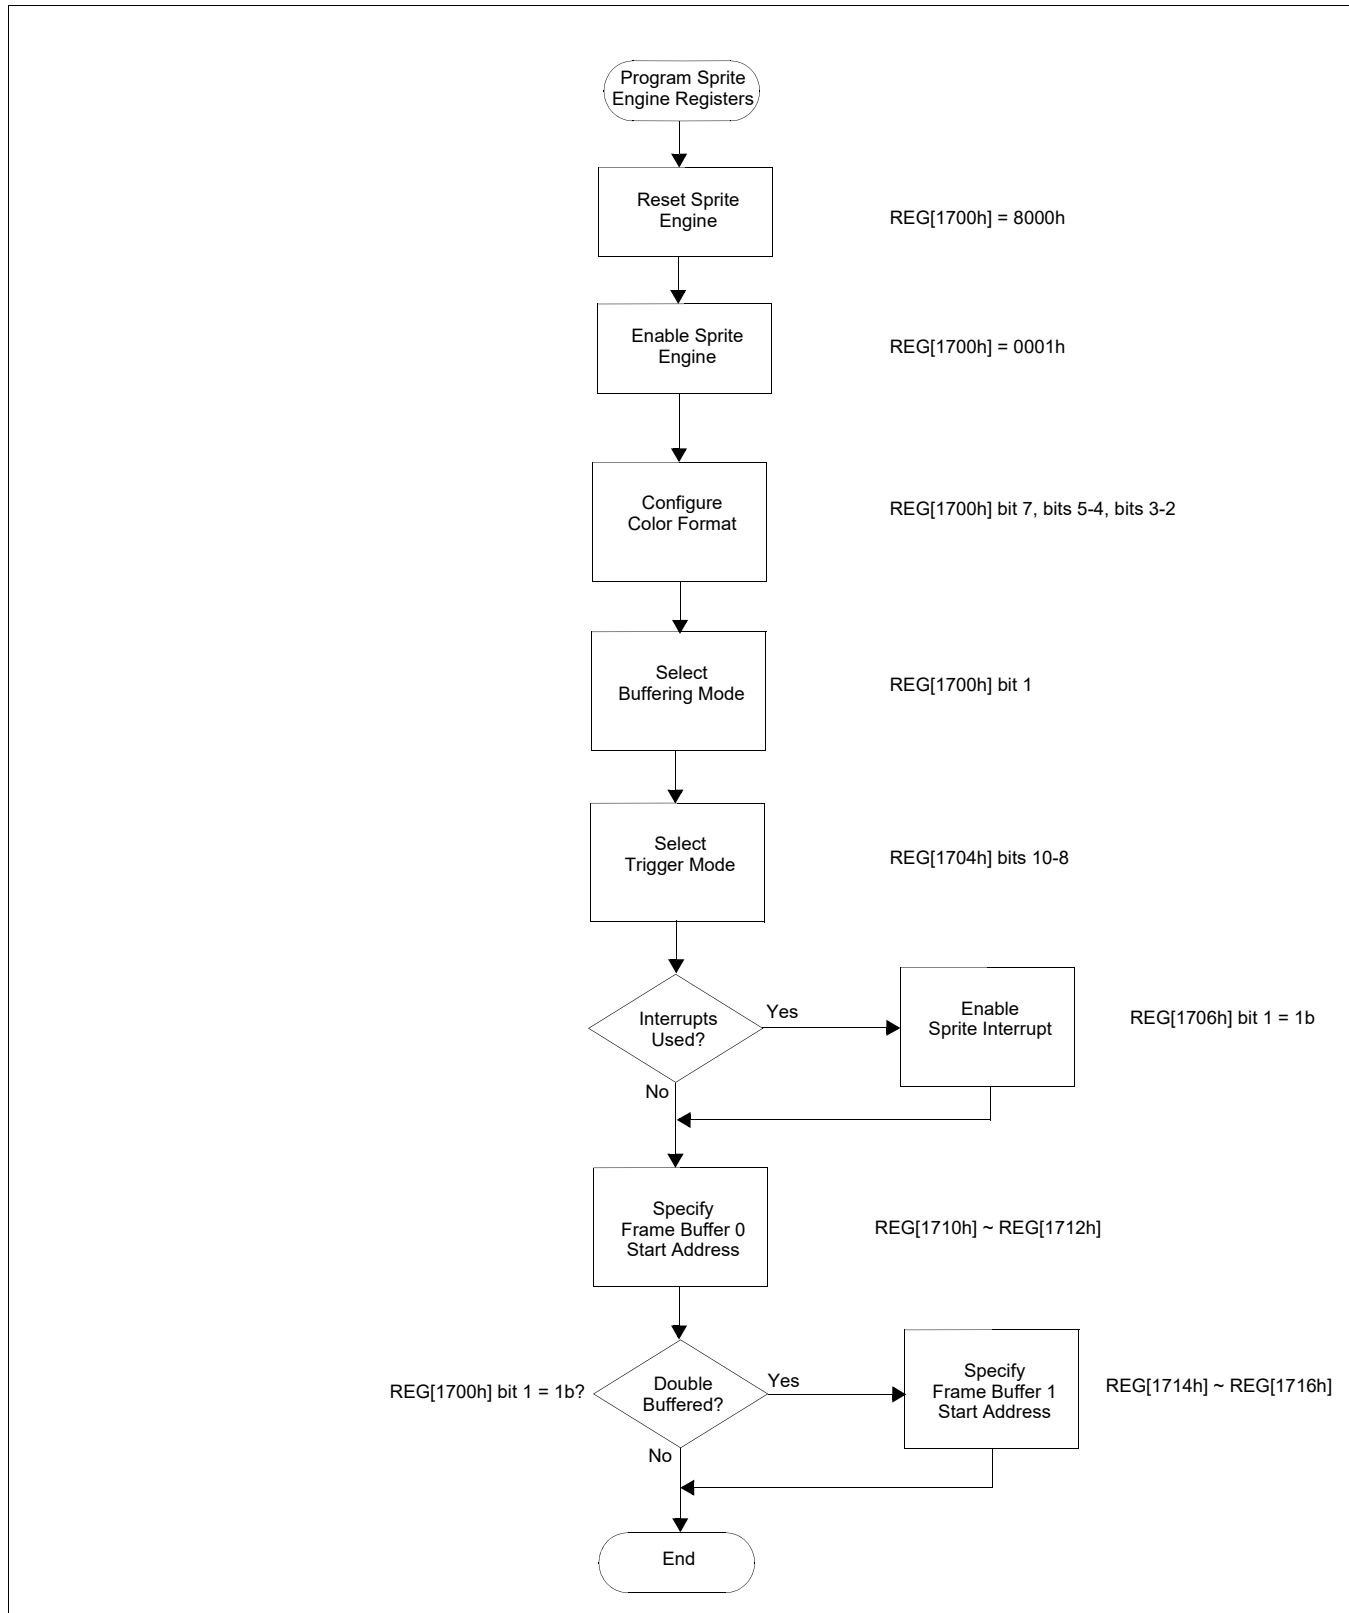 Program Sprite
Engine Registers
Reset Sprite
Engine
REG[1700h] = 8000h
Enable Sprite
Engine
REG[1700h] = 0001h
Configure
Color Format
REG[1700h] bit 7, bits 5-4, bits 3-2
Select
Buffering Mode
REG[1700h] bit 1
Select
Trigger Mode
REG[1704h] bits 10-8
Interrupts
Used?
Yes
Enable
Sprite Interrupt
REG[1706h] bit 1 = 1b
No
Specify
Frame Buffer 0
Start Address
REG[1710h] ~ REG[1712h]
REG[1700h] bit 1 = 1b?
Double
Buffered?
Yes
Specify
Frame Buffer 1
Start Address
REG[1714h] ~ REG[1716h]
No
End